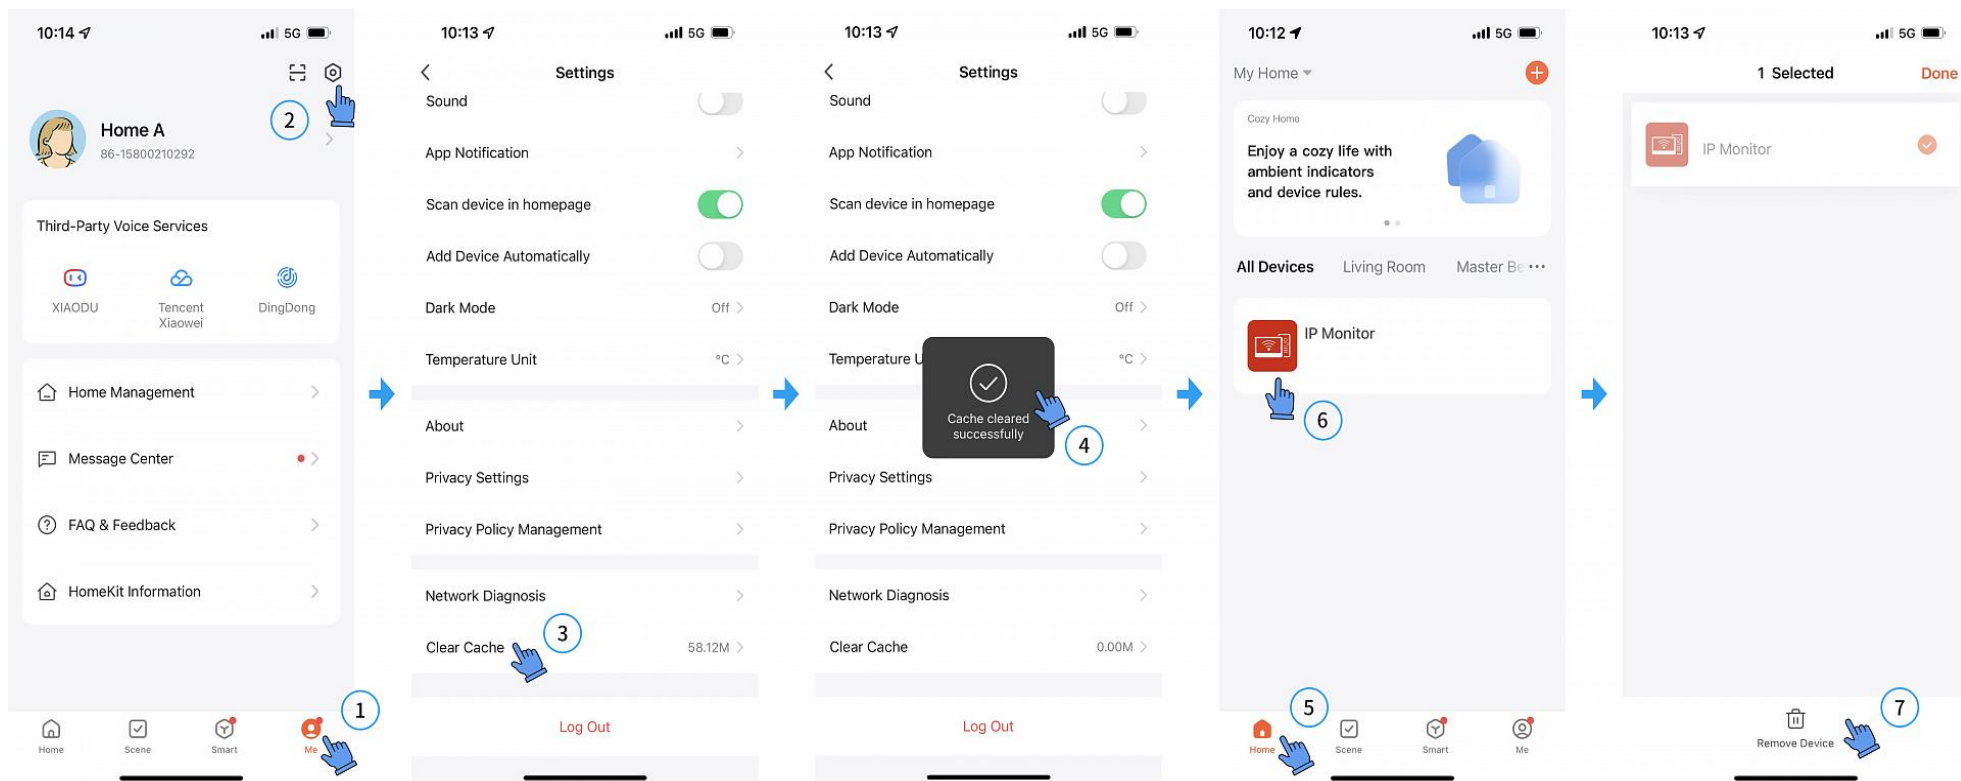 10:14
5G
2
Home A
86-15800210292
Third-Party Voice Services
XIAODU
Tencent
Xiaowei
DingDong
Home Management
Message Center
FAQ & Feedback
HomeKit Information
1
Home
Scene
Smart
Me
10:13
5G
Settings
Sound
App Notification
Scan device in homepage
Add Device Automatically
Dark Mode
Off
Temperature Unit
°C
About
Privacy Settings
Privacy Policy Management
Network Diagnosis
3
Clear Cache
58.12M
Log Out
10:13
5G
Settings
Sound
App Notification
Scan device in homepage
Add Device Automatically
Dark Mode
Off
Temperature U
°C
Cache cleared
successfully
About
4
Privacy Settings
Privacy Policy Management
Network Diagnosis
Clear Cache
0.00M
Log Out
10:12
5G
My Home
Cozy Home
Enjoy a cozy life with
ambient indicators
and device rules.
All Devices
Living Room
Master Be
IP Monitor
6
5
Home
Scene
Smart
Me
10:13
5G
1 Selected
Done
IP Monitor
7
Remove Device